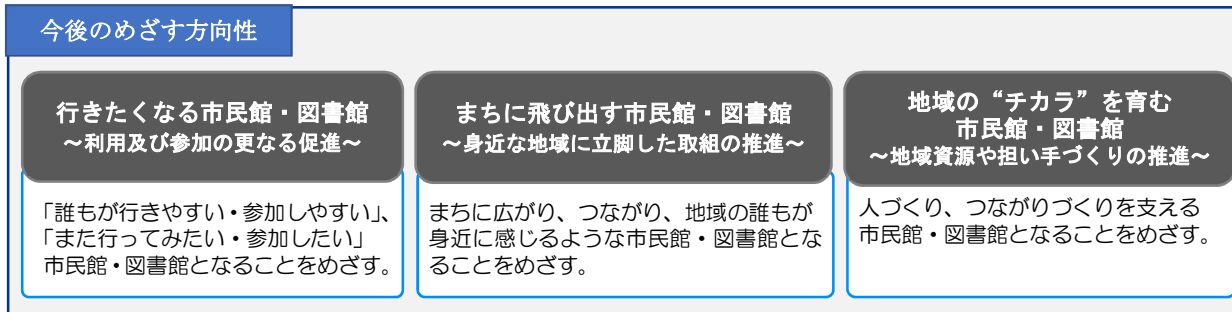 今後のめざす方向性
行きたくなる市民館・図書館
～利用及び参加の更なる促進～
「誰もが行きやすい・参加しやすい」、
「また行ってみたい・参加したい」
市民館・図書館となることをめざす。
まちに飛び出す市民館・図書館
～身近な地域に立脚した取組の推進～
まちに広がり、つながり、地域の誰もが
身近に感じるような市民館・図書館とな
ることをめざす。
地域の“チカラ”を育む
市民館・図書館
～地域資源や担い手づくりの推進～
人づくり、つながりづくりを支える
市民館・図書館となることをめざす。